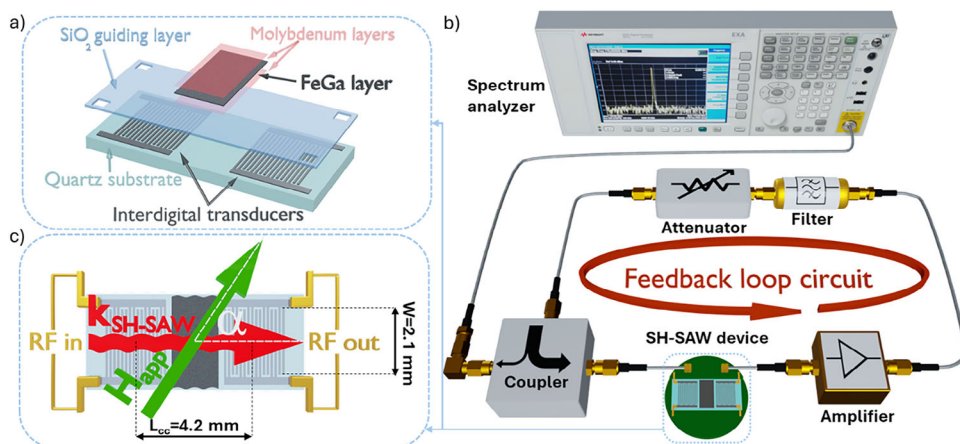 a)
SiO2 guiding layer
Molybdenum layers
FeGa layer
Quartz substrate
Interdigital transducers
b)
Spectrum
analyzer
EXA
Attenuator
Filter
Feedback loop circuit
SH-SAW device
Coupler
Amplifier
c)
kSH-SAW
α
RF in
RF out
Happ
W=2.1 mm
Lcc=4.2 mm